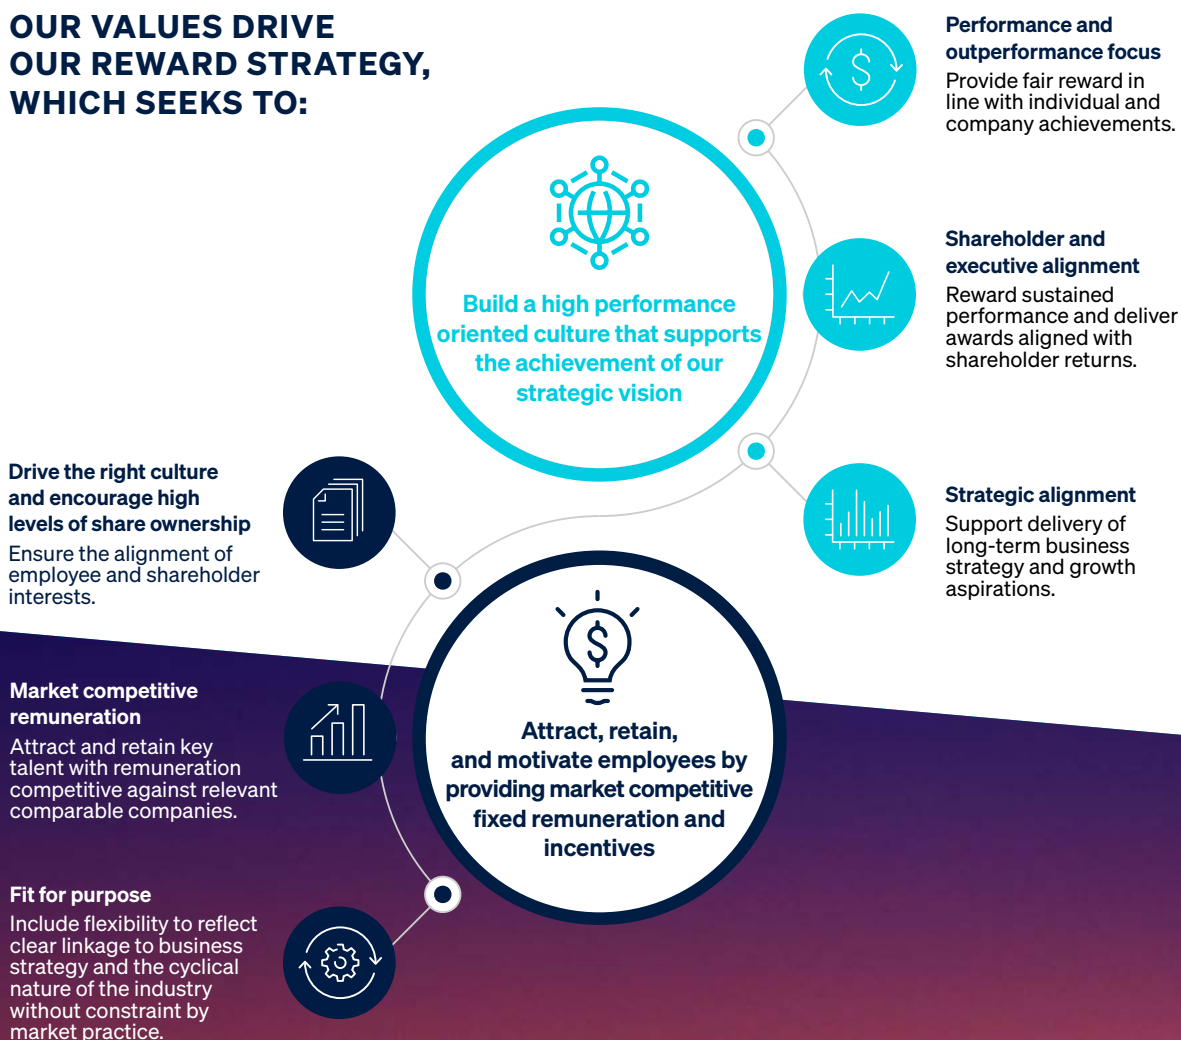 OUR VALUES DRIVE
OUR REWARD STRATEGY,
WHICH SEEKS TO:
Performance and
outperformance focus
Provide fair reward in
line with individual and
company achievements.
Build a high performance
oriented culture that supports
the achievement of our
strategic vision
Shareholder and
executive alignment
Reward sustained
performance and deliver
awards aligned with
shareholder returns.
Strategic alignment
Support delivery of
long-term business
strategy and growth
aspirations.
Drive the right culture
and encourage high
levels of share ownership
Ensure the alignment of
employee and shareholder
interests.
Attract, retain,
and motivate employees by
providing market competitive
fixed remuneration and
incentives
Market competitive
remuneration
Attract and retain key
talent with remuneration
competitive against relevant
comparable companies.
Fit for purpose
Include flexibility to reflect
clear linkage to business
strategy and the cyclical
nature of the industry
without constraint by
market practice.